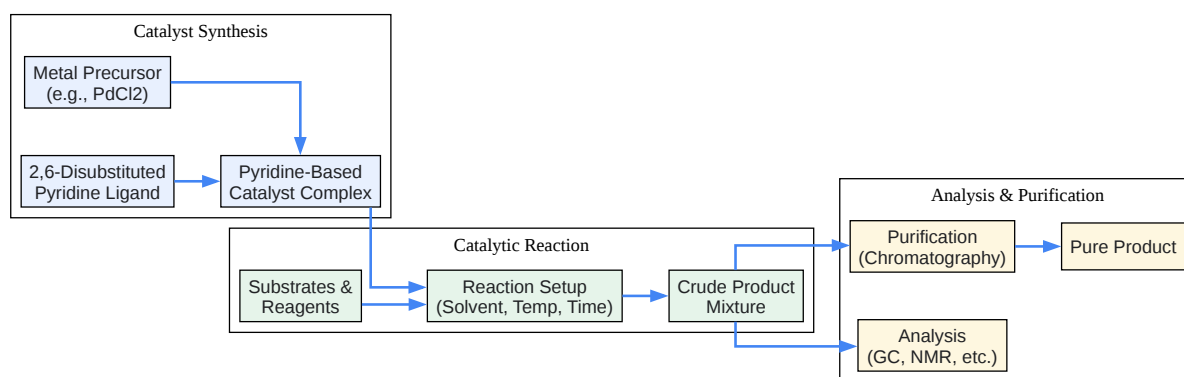 Catalyst Synthesis
Metal Precursor
(e.g., PdCl2)
2,6-Disubstituted
Pyridine Ligand
Pyridine-Based
Catalyst Complex
Catalytic Reaction
Substrates &
Reagents
Reaction Setup
(Solvent, Temp, Time)
Crude Product
Mixture
Analysis & Purification
Purification
(Chromatography)
Pure Product
Analysis
(GC, NMR, etc.)